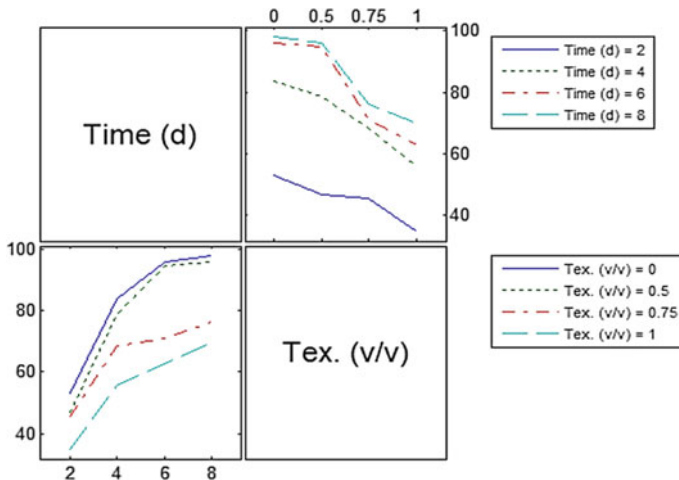 0 0.5 0.75 1
Time (d)
100
80
60
40
Time (d) = 2
Time (d) = 4
Time (d) = 6
Time (d) = 8
100
80
60
40
2 4 6 8
Tex. (v/v)
Tex. (v/v) = 0
Tex. (v/v) = 0.5
Tex. (v/v) = 0.75
Tex. (v/v) = 1